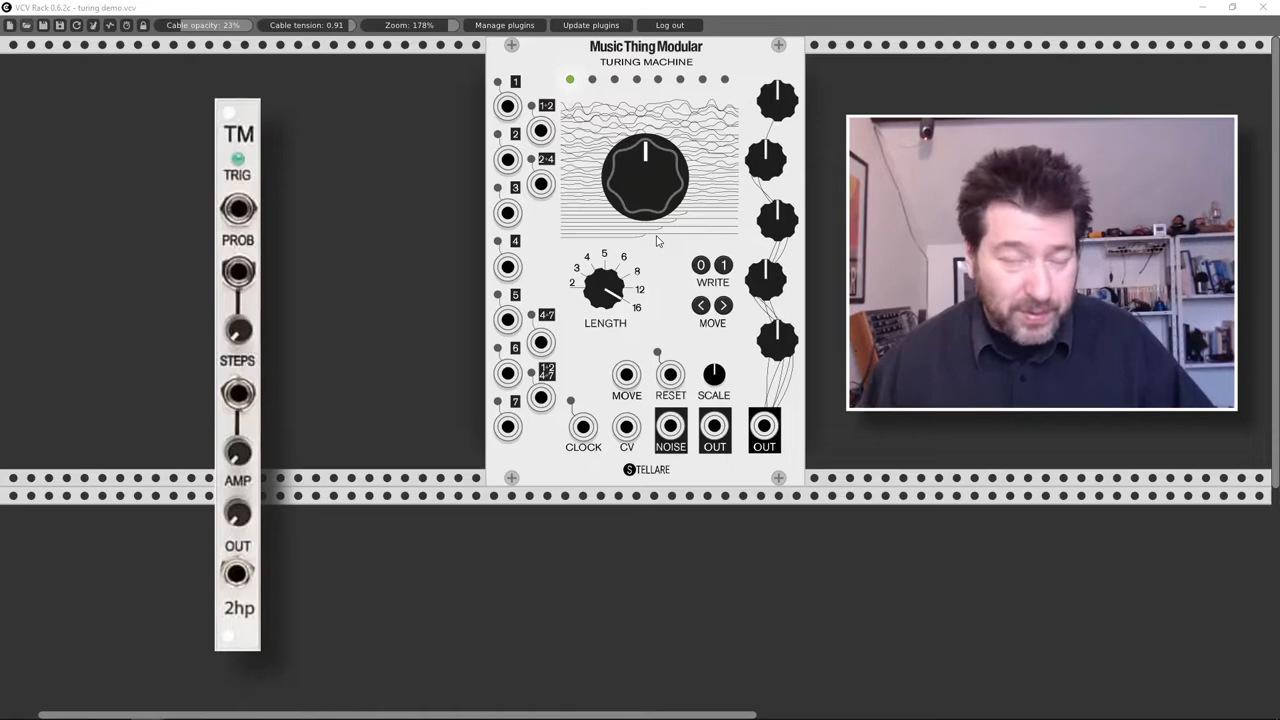 VCV Rack 0.6.2c - turing demo.vcv
Cable opacity: 23%
Cable tension: 0.91
Zoom: 178%
Manage plugins
Update plugins
Log out
TM
TRIG
PROB
STEPS
AMP
OUT
2hp
Music Thing Modular
TURING MACHINE
1
1·2
2
2·4
3
4
5
4·7
6
1·2
4·7
7
2
3
4
5
6
8
12
16
LENGTH
0 1
WRITE
< >
MOVE
MOVE
RESET
SCALE
CLOCK
CV
NOISE
OUT
OUT
STELLARE